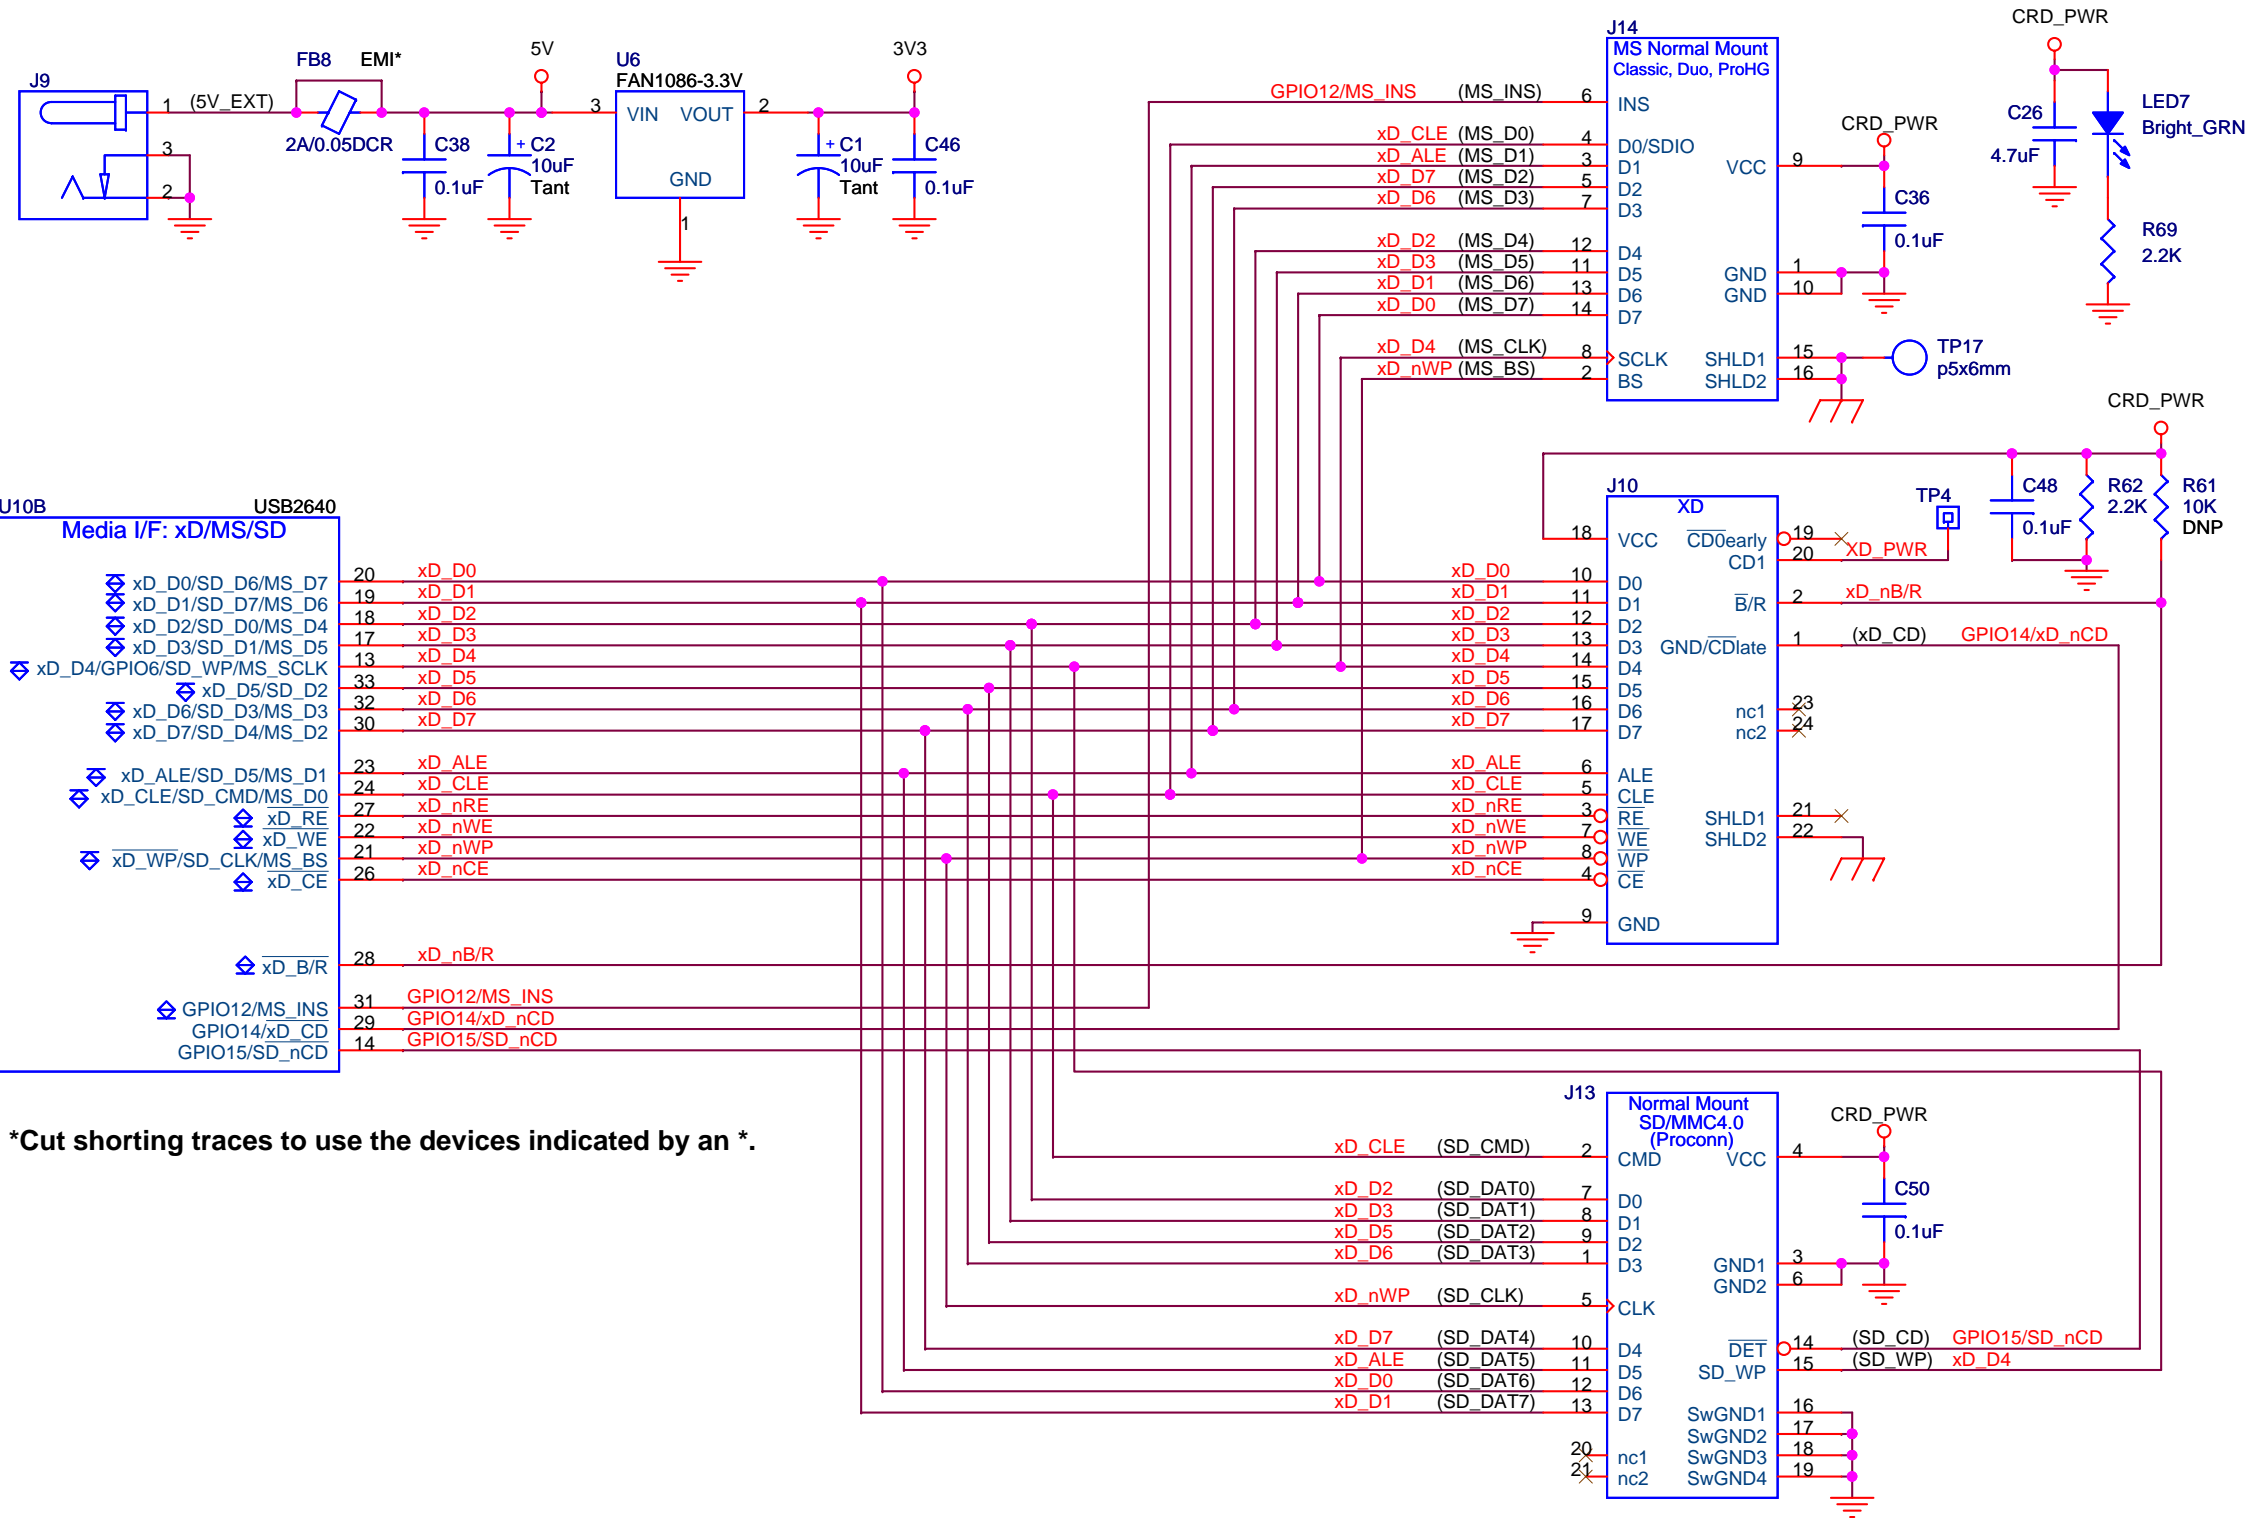 J9
1
(5V_EXT)
3
2
FB8
EMI*
2A/0.05DCR
C38
0.1uF
5V
+ C2
10uF
Tant
U6
FAN1086-3.3V
3
VIN
VOUT
2
GND
1
+ C1
10uF
Tant
3V3
C46
0.1uF
J14
MS Normal Mount
Classic, Duo, ProHG
GPIO12/MS_INS (MS_INS) 6 INS
xD_CLE (MS_D0) 4 D0/SDIO
xD_ALE (MS_D1) 3 D1
xD_D7 (MS_D2) 5 D2
xD_D6 (MS_D3) 7 D3
xD_D2 (MS_D4) 12 D4
xD_D3 (MS_D5) 11 D5
xD_D1 (MS_D6) 13 D6
xD_D0 (MS_D7) 14 D7
xD_D4 (MS_CLK) 8 SCLK
xD_nWP (MS_BS) 2 BS
VCC 9
GND 1
GND 10
SHLD1 15
SHLD2 16
CRD_PWR
C36
0.1uF
TP17
p5x6mm
CRD_PWR
C26
4.7uF
LED7
Bright_GRN
R69
2.2K
U10B
USB2640
Media I/F: xD/MS/SD
xD_D0/SD_D6/MS_D7 20 xD_D0
xD_D1/SD_D7/MS_D6 19 xD_D1
xD_D2/SD_D0/MS_D4 18 xD_D2
xD_D3/SD_D1/MS_D5 17 xD_D3
xD_D4/GPIO6/SD_WP/MS_SCLK 13 xD_D4
xD_D5/SD_D2 33 xD_D5
xD_D6/SD_D3/MS_D3 32 xD_D6
xD_D7/SD_D4/MS_D2 30 xD_D7
xD_ALE/SD_D5/MS_D1 23 xD_ALE
xD_CLE/SD_CMD/MS_D0 24 xD_CLE
xD_RE 27 xD_nRE
xD_WE 22 xD_nWE
xD_WP/SD_CLK/MS_BS 21 xD_nWP
xD_CE 26 xD_nCE
xD_B/R 28 xD_nB/R
GPIO12/MS_INS 31 GPIO12/MS_INS
GPIO14/xD_CD 29 GPIO14/xD_nCD
GPIO15/SD_nCD 14 GPIO15/SD_nCD
J10
XD
18 VCC
xD_D0 10 D0
xD_D1 11 D1
xD_D2 12 D2
xD_D3 13 D3
xD_D4 14 D4
xD_D5 15 D5
xD_D6 16 D6
xD_D7 17 D7
xD_ALE 6 ALE
xD_CLE 5 CLE
xD_nRE 3 RE
xD_nWE 7 WE
xD_nWP 8 WP
xD_nCE 4 CE
9 GND
CD0early 19
CD1 20 XD_PWR
B/R 2 xD_nB/R
GND/CDlate 1 (xD_CD) GPIO14/xD_nCD
nc1 23
nc2 24
SHLD1 21
SHLD2 22
TP4
CRD_PWR
C48
0.1uF
R62
2.2K
R61
10K
DNP
*Cut shorting traces to use the devices indicated by an *.
J13
Normal Mount
SD/MMC4.0
(Proconn)
xD_CLE (SD_CMD) 2 CMD
xD_D2 (SD_DAT0) 7 D0
xD_D3 (SD_DAT1) 8 D1
xD_D5 (SD_DAT2) 9 D2
xD_D6 (SD_DAT3) 1 D3
xD_nWP (SD_CLK) 5 CLK
xD_D7 (SD_DAT4) 10 D4
xD_ALE (SD_DAT5) 11 D5
xD_D0 (SD_DAT6) 12 D6
xD_D1 (SD_DAT7) 13 D7
20 nc1
21 nc2
VCC 4
GND1 3
GND2 6
DET 14 (SD_CD) GPIO15/SD_nCD
SD_WP 15 (SD_WP) xD_D4
SwGND1 16
SwGND2 17
SwGND3 18
SwGND4 19
CRD_PWR
C50
0.1uF